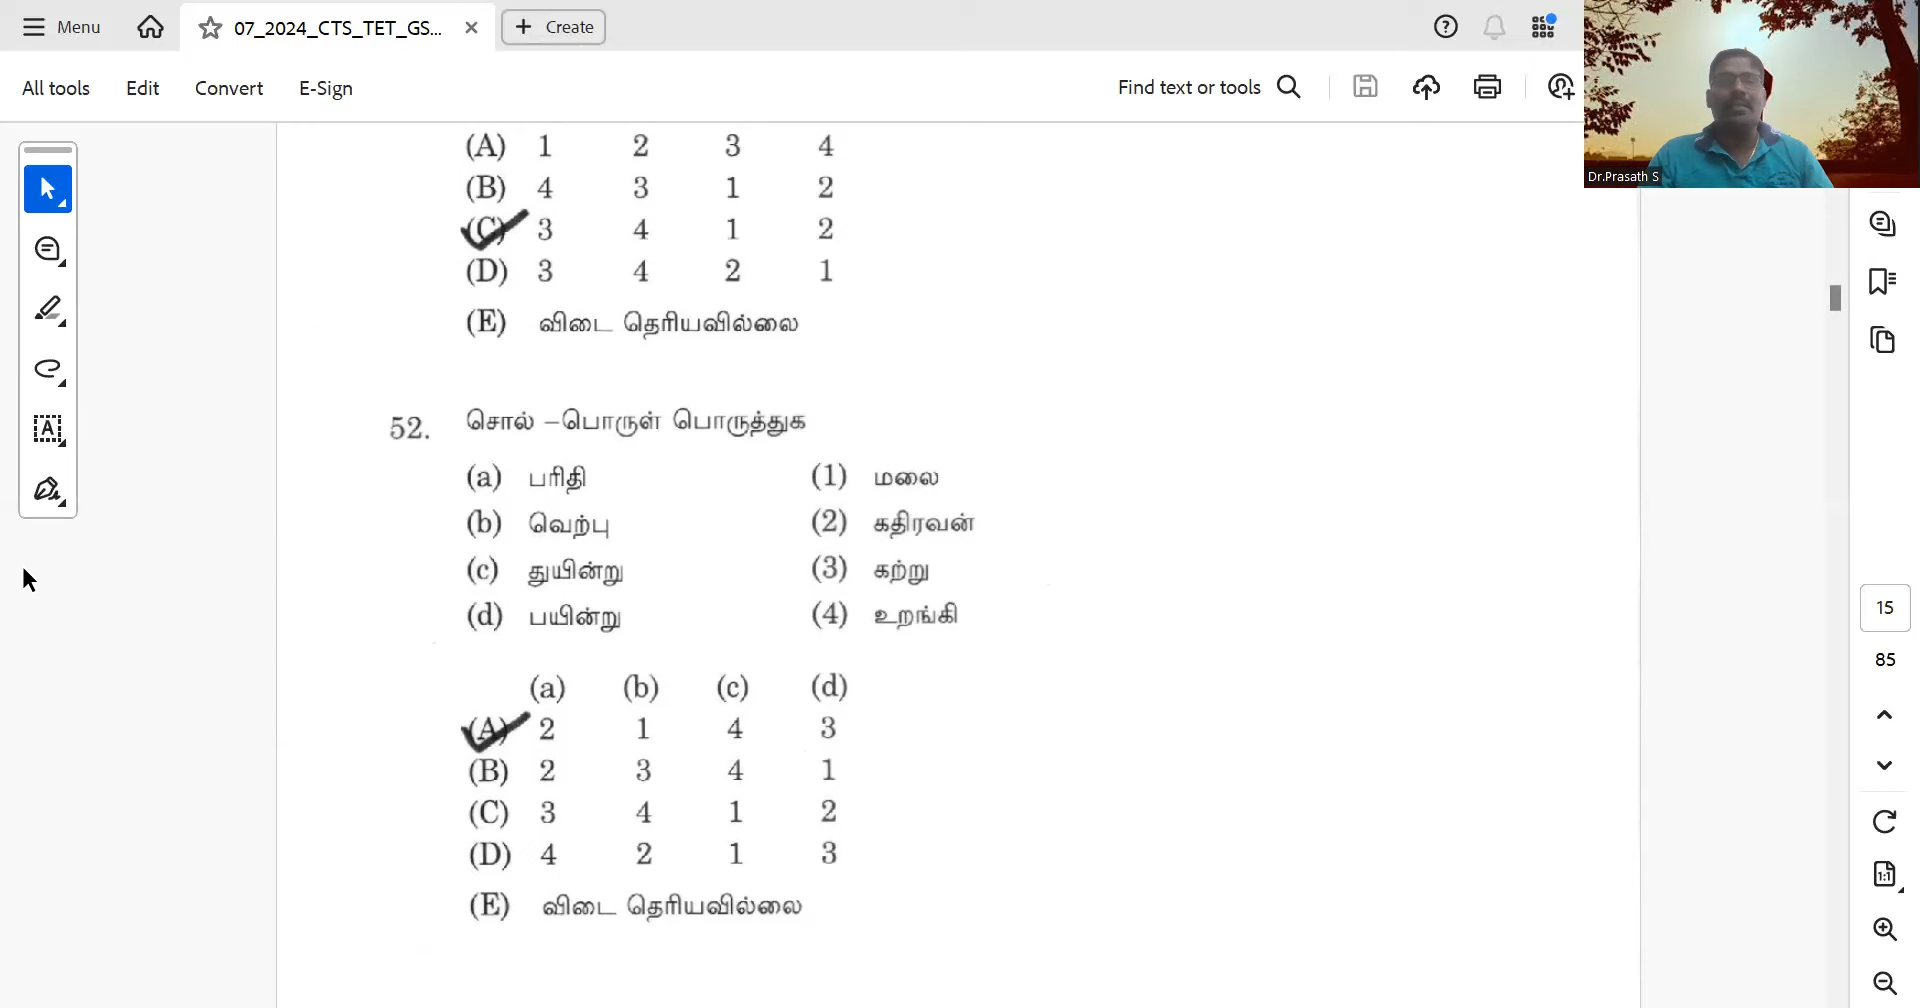 Menu
07_2024_CTS_TET_GS...
Create
All tools
Edit
Convert
E-Sign
Find text or tools
Dr.Prasath S
(A) 1 2 3 4
(B) 4 3 1 2
(C) 3 4 1 2
(D) 3 4 2 1
(E) விடை தெரியவில்லை
52. சொல் –பொருள் பொருத்துக
(a) பரிதி (1) மலை
(b) வெற்பு (2) கதிரவன்
(c) துயின்று (3) கற்று
(d) பயின்று (4) உறங்கி
(a) (b) (c) (d)
(A) 2 1 4 3
(B) 2 3 4 1
(C) 3 4 1 2
(D) 4 2 1 3
(E) விடை தெரியவில்லை
15
85
1:1